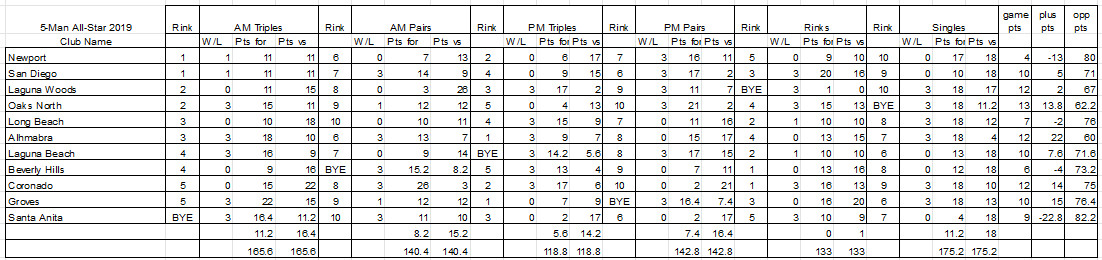 game plus opp
5-Man All-Star 2019 Rink AM Triples Rink AM Pairs Rink PM Triples Rink PM Pairs Rink Rinks Rink Singles pts pts pts
Club Name W/L Pts for Pts vs W/L Pts for Pts vs W/L Pts for Pts vs W/L Pts for Pts vs W/L Pts for Pts vs W/L Pts for Pts vs
Newport 1 1 11 11 6 0 7 13 2 0 6 17 7 3 16 11 5 0 9 10 10 0 17 18 4 -13 80
San Diego 1 1 11 11 7 3 14 9 4 0 9 15 6 3 17 2 3 3 20 16 9 0 10 18 10 5 71
Laguna Woods 2 0 11 15 8 0 3 26 3 3 17 2 9 3 11 7 BYE 3 1 0 10 3 18 17 12 2 67
Oaks North 2 3 15 11 9 1 12 12 5 0 4 13 10 3 21 2 4 3 15 13 BYE 3 18 11.2 13 13.8 62.2
Long Beach 3 0 10 18 10 0 10 11 4 3 15 9 7 0 11 16 2 1 10 10 8 3 18 12 7 -2 76
Alhmabra 3 3 18 10 6 3 13 7 1 3 9 7 8 0 15 17 4 0 13 15 7 3 18 4 12 22 60
Laguna Beach 4 3 16 9 7 0 9 14 BYE 3 14.2 5.6 8 3 17 15 2 1 10 10 6 0 13 18 10 7.6 71.6
Beverly Hills 4 0 9 16 BYE 3 15.2 8.2 5 3 13 4 9 0 7 11 1 0 13 16 8 0 12 18 6 -4 73.2
Coronado 5 0 15 22 8 3 26 3 2 3 17 6 10 0 2 21 1 3 16 13 9 3 18 10 12 14 75
Groves 5 3 22 15 9 1 12 12 1 0 7 9 BYE 3 16.4 7.4 3 0 16 20 6 3 18 13 10 15 76.4
Santa Anita BYE 3 16.4 11.2 10 3 11 10 3 0 2 17 6 0 2 17 5 3 10 9 7 0 4 18 9 -22.8 82.2
11.2 16.4 8.2 15.2 5.6 14.2 7.4 16.4 0 1 11.2 18
165.6 165.6 140.4 140.4 118.8 118.8 142.8 142.8 133 133 175.2 175.2